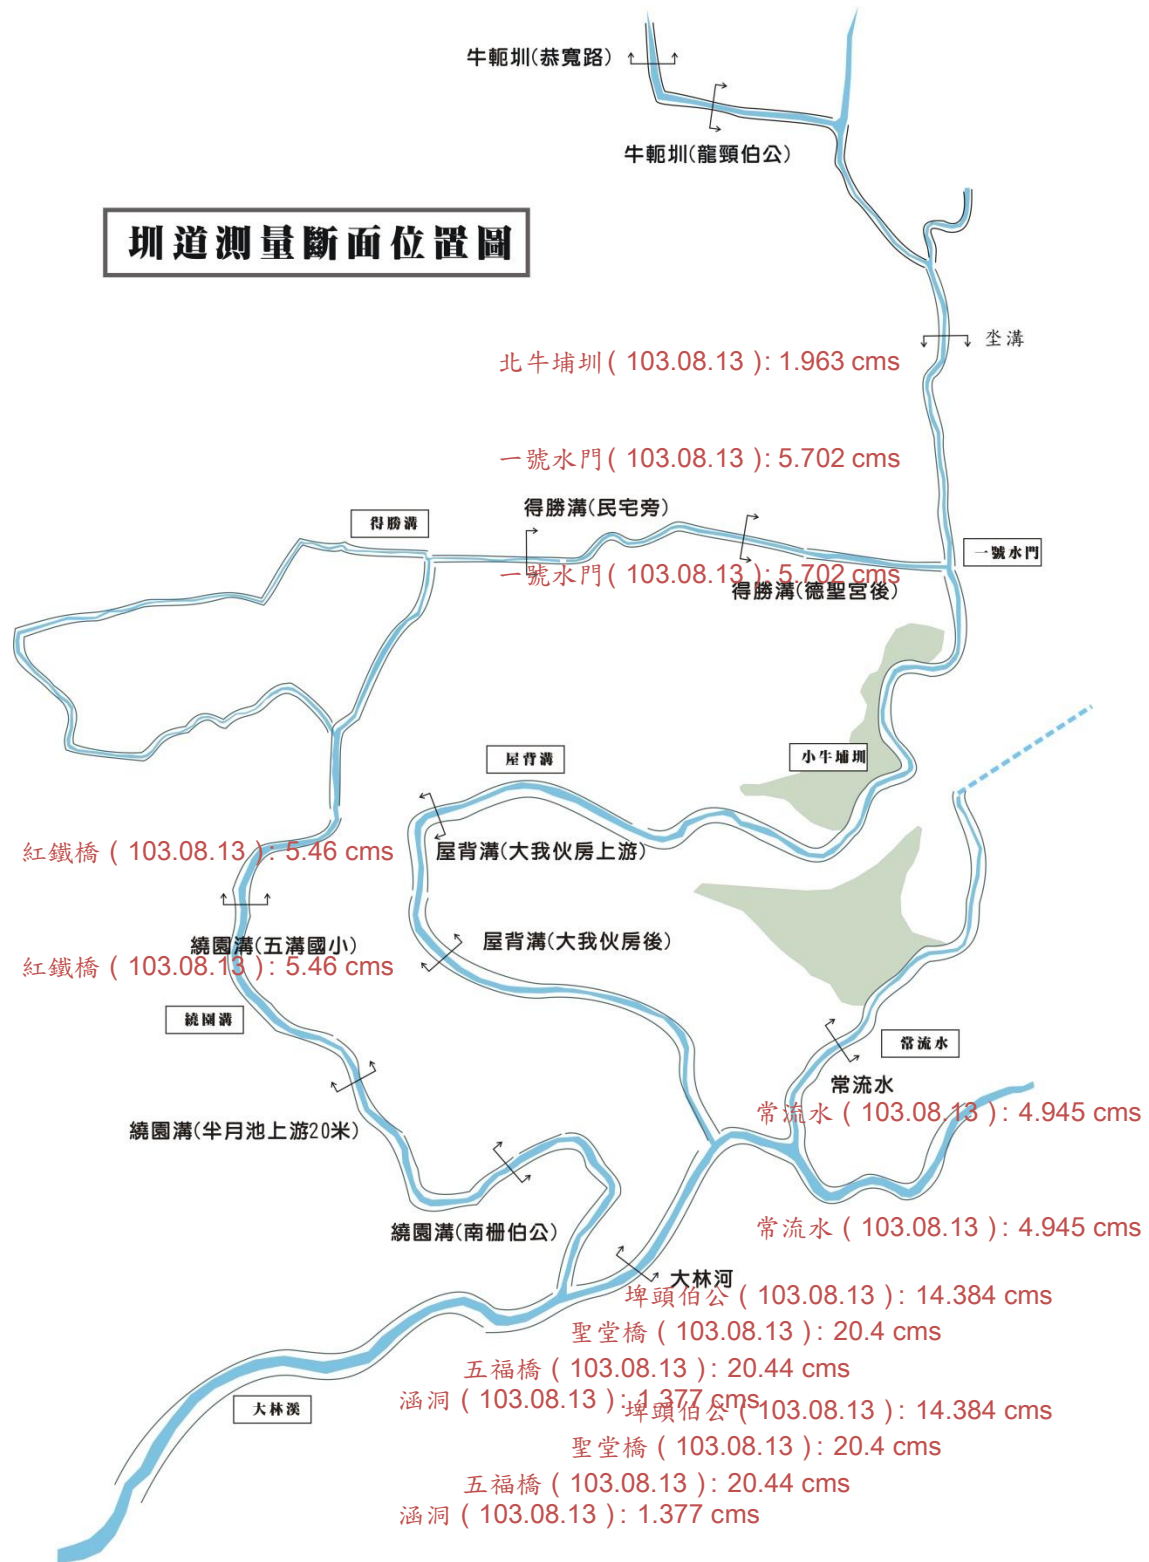 牛軛圳(恭寬路)
牛軛圳(龍頸伯公)
圳道測量斷面位置圖
坔溝
北牛埔圳( 103.08.13 ): 1.963 cms
一號水門( 103.08.13 ): 5.702 cms
得勝溝(民宅旁)
得勝溝
一號水門
一號水門( 103.08.13 ): 5.702 cms
得勝溝(德聖宮後)
屋背溝
小牛埔圳
紅鐵橋 ( 103.08.13 ): 5.46 cms
屋背溝(大我伙房上游)
繞園溝(五溝國小)
屋背溝(大我伙房後)
紅鐵橋 ( 103.08.13 ): 5.46 cms
繞園溝
常流水
常流水
常流水 ( 103.08.13 ): 4.945 cms
繞園溝(半月池上游20米)
繞園溝(南柵伯公)
常流水 ( 103.08.13 ): 4.945 cms
大林河
埤頭伯公 ( 103.08.13 ): 14.384 cms
聖堂橋 ( 103.08.13 ): 20.4 cms
五福橋 ( 103.08.13 ): 20.44 cms
涵洞 ( 103.08.13 ): 1.377 cms
大林溪
埤頭伯公 ( 103.08.13 ): 14.384 cms
聖堂橋 ( 103.08.13 ): 20.4 cms
五福橋 ( 103.08.13 ): 20.44 cms
涵洞 ( 103.08.13 ): 1.377 cms